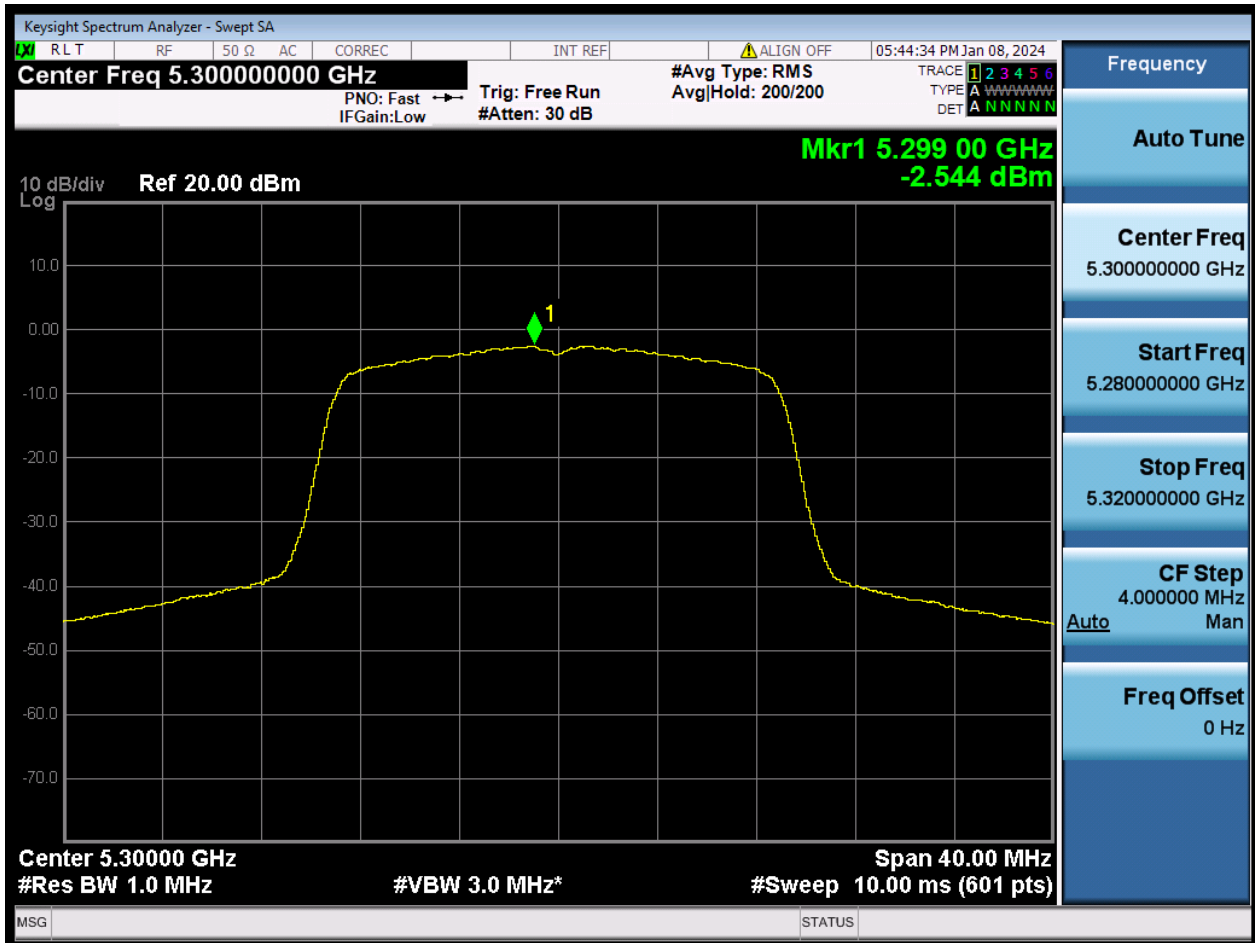 Keysight Spectrum Analyzer - Swept SA
LXI RLT RF 50 Ω AC CORREC INT REF ALIGN OFF 05:44:34 PM Jan 08, 2024
Center Freq 5.300000000 GHz
PNO: Fast
IFGain:Low
Trig: Free Run
#Atten: 30 dB
#Avg Type: RMS
Avg|Hold: 200/200
TRACE 1 2 3 4 5 6
TYPE A WWWWW
DET A N N N N N
Mkr1 5.299 00 GHz
-2.544 dBm
10 dB/div Ref 20.00 dBm
Log
10.0
0.00
-10.0
-20.0
-30.0
-40.0
-50.0
-60.0
-70.0
1
Center 5.30000 GHz Span 40.00 MHz
#Res BW 1.0 MHz #VBW 3.0 MHz* #Sweep 10.00 ms (601 pts)
MSG STATUS
Frequency
Auto Tune
Center Freq
5.300000000 GHz
Start Freq
5.280000000 GHz
Stop Freq
5.320000000 GHz
CF Step
4.000000 MHz
Auto Man
Freq Offset
0 Hz